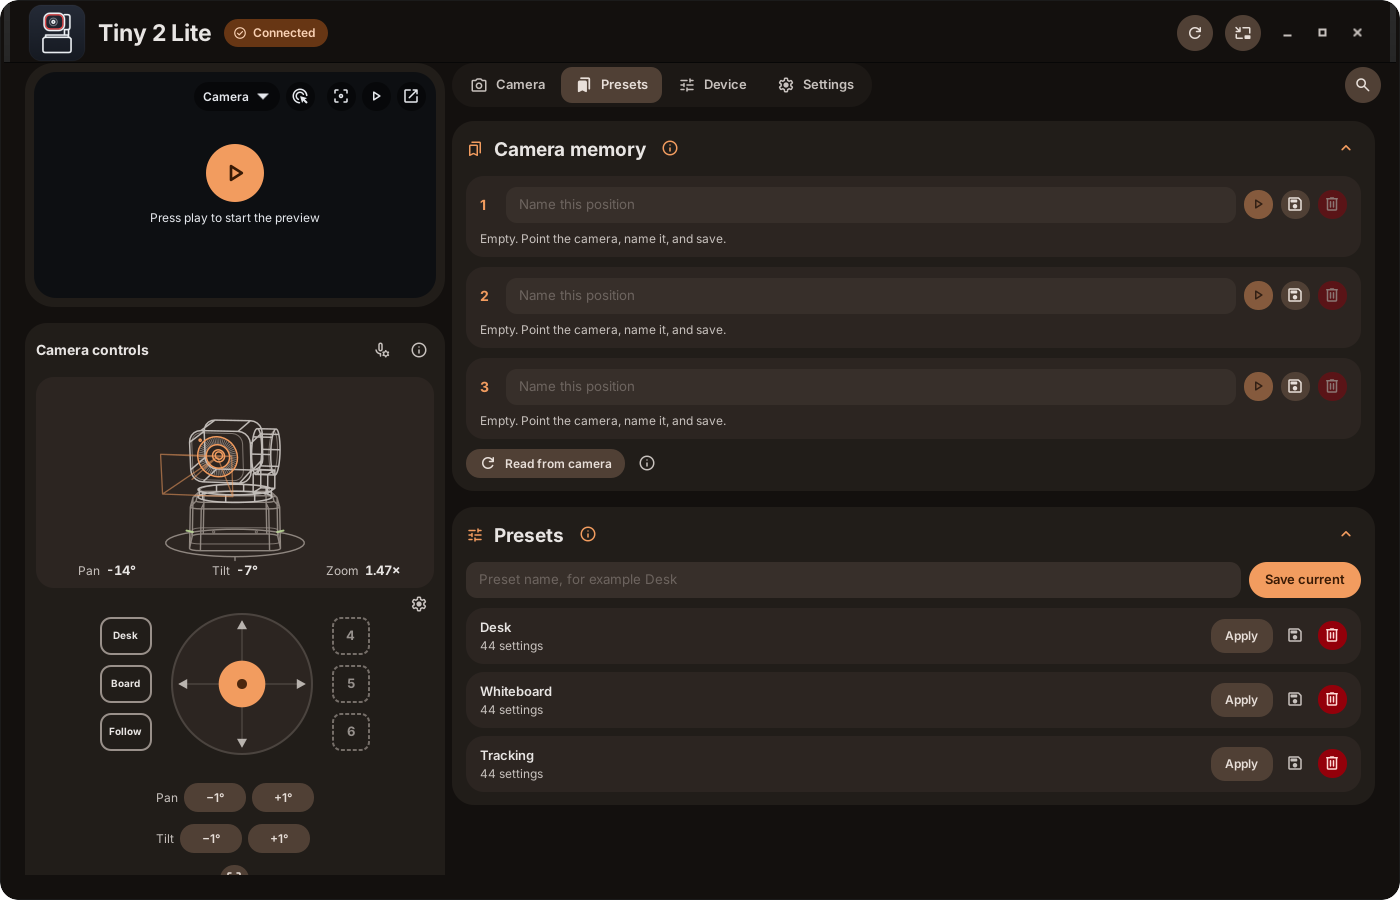 Tiny 2 Lite
Connected
Camera
Press play to start the preview
Camera
Presets
Device
Settings
Camera controls
Pan -14°
Tilt -7°
Zoom 1.47×
Desk
4
Board
5
Follow
6
Pan −1° +1°
Tilt −1° +1°
Camera memory
1 Name this position
Empty. Point the camera, name it, and save.
2 Name this position
Empty. Point the camera, name it, and save.
3 Name this position
Empty. Point the camera, name it, and save.
Read from camera
Presets
Preset name, for example Desk
Save current
Desk
44 settings
Apply
Whiteboard
44 settings
Apply
Tracking
44 settings
Apply